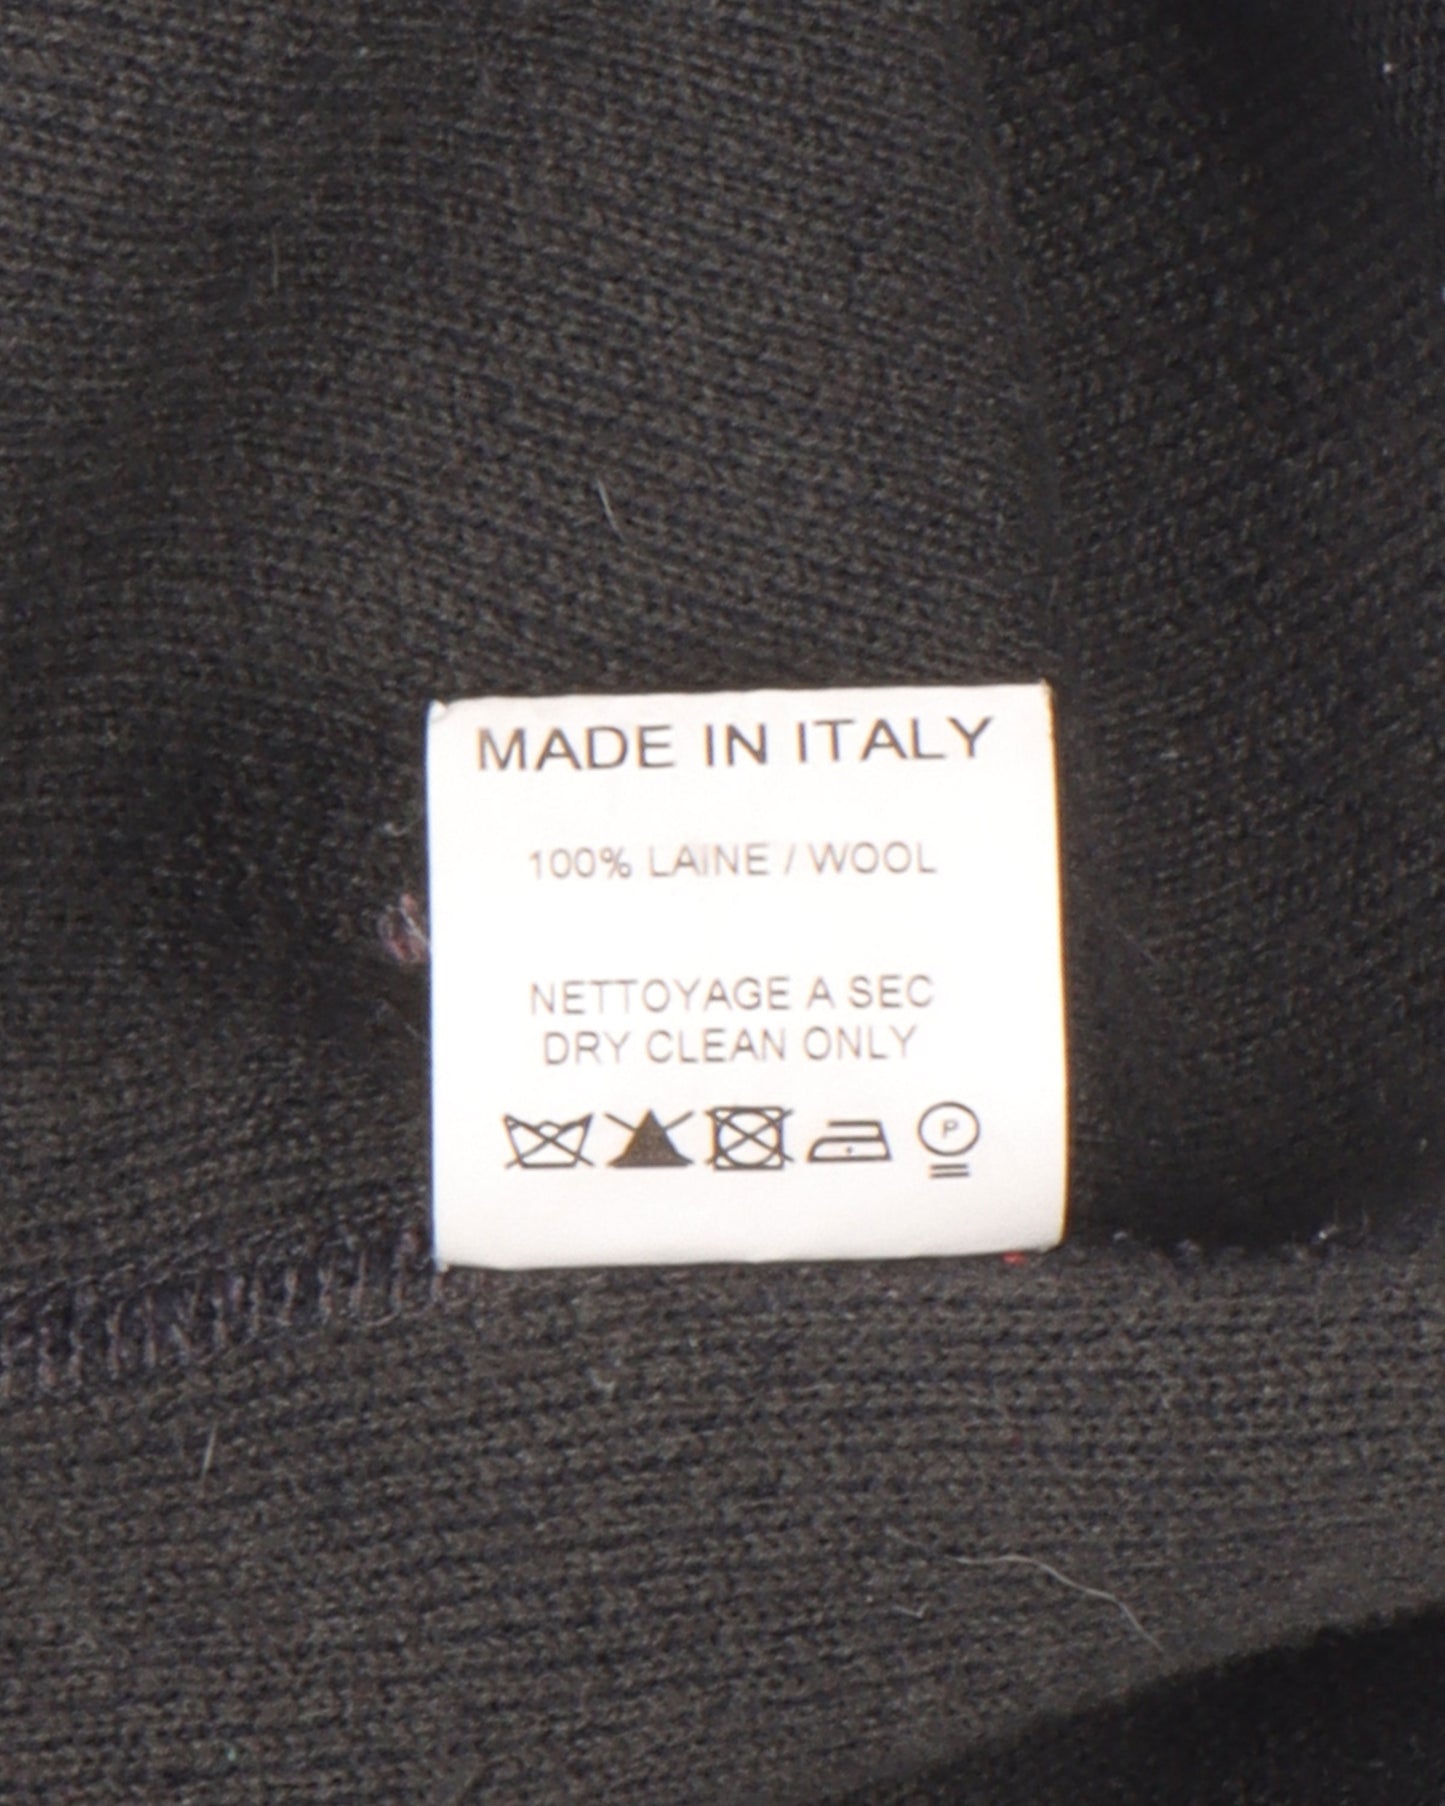 MADE IN ITALY
100% LAINE / WOOL
NETTOYAGE A SEC
DRY CLEAN ONLY
P